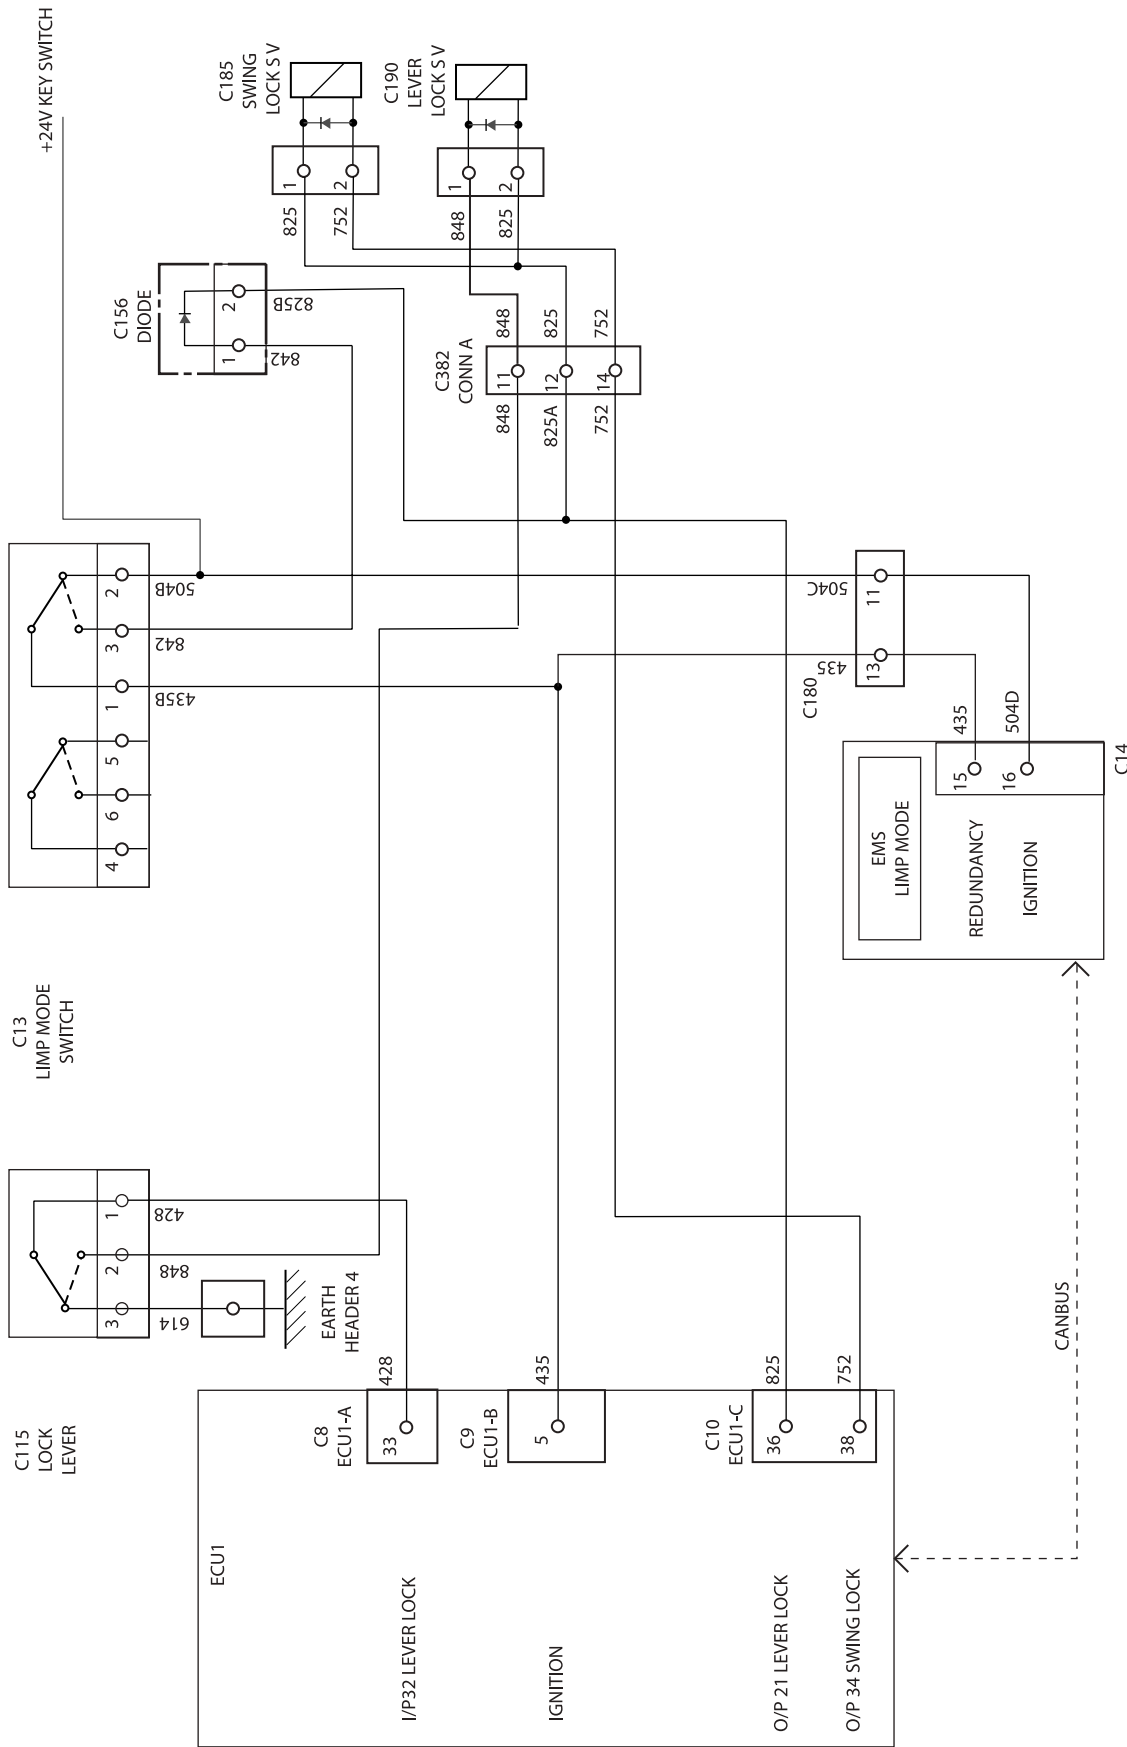 +24V KEY SWITCH
C185
SWING
LOCK S V
C190
LEVER
LOCK S V
1
2
825
752
1
2
848
825
C156
DIODE
2
1
825B
842
C382
CONN A
848
825
752
11
12
14
848
825A
752
2
3
1
5
6
4
504B
842
435B
C13
LIMP MODE
SWITCH
504C
435
11
13
C180
435
504D
15
16
C14
EMS
LIMP MODE
REDUNDANCY
IGNITION
C115
LOCK
LEVER
1
2
3
428
848
614
EARTH
HEADER 4
CANBUS
ECU1
C8
ECU1-A
33
428
C9
ECU1-B
5
435
C10
ECU1-C
36
38
825
752
I/P32 LEVER LOCK
IGNITION
O/P 21 LEVER LOCK
O/P 34 SWING LOCK